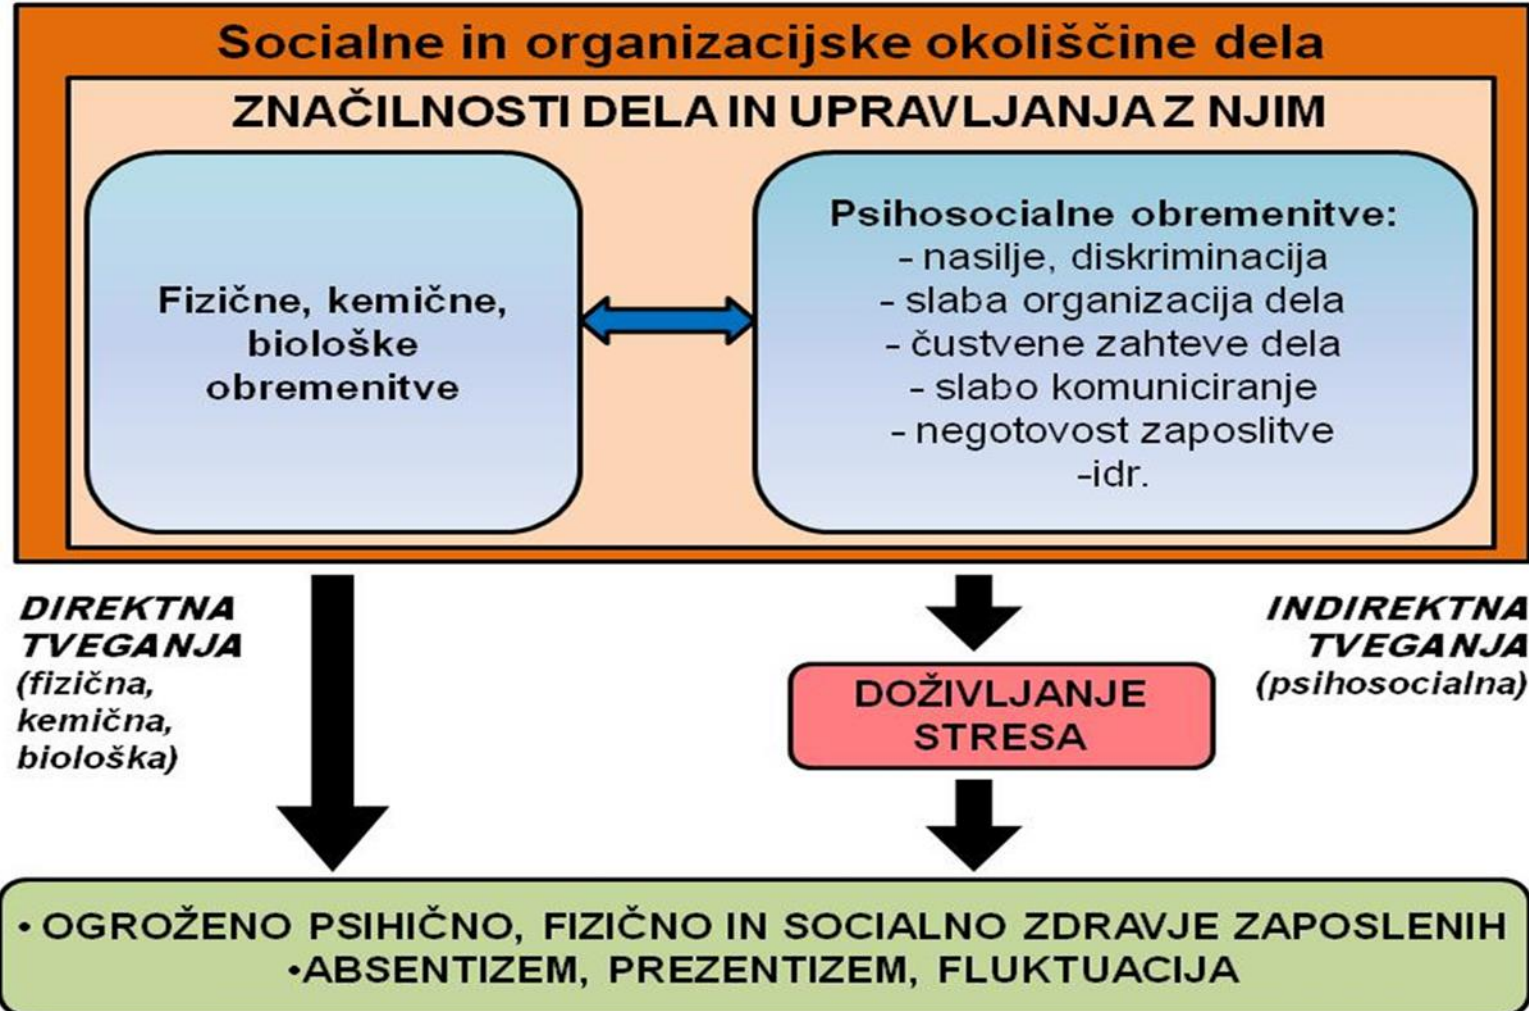 Socialne in organizacijske okoliščine dela
ZNAČILNOSTI DELA IN UPRAVLJANJA Z NJIM
Fizične, kemične,
biološke
obremenitve
Psihosocialne obremenitve:
- nasilje, diskriminacija
- slaba organizacija dela
- čustvene zahteve dela
- slabo komuniciranje
- negotovost zaposlitve
-idr.
DIREKTNA
TVEGANJA
(fizična,
kemična,
biološka)
DOŽIVLJANJE
STRESA
INDIREKTNA
TVEGANJA
(psihosocialna)
• OGROŽENO PSIHIČNO, FIZIČNO IN SOCIALNO ZDRAVJE ZAPOSLENIH
•ABSENTIZEM, PREZENTIZEM, FLUKTUACIJA